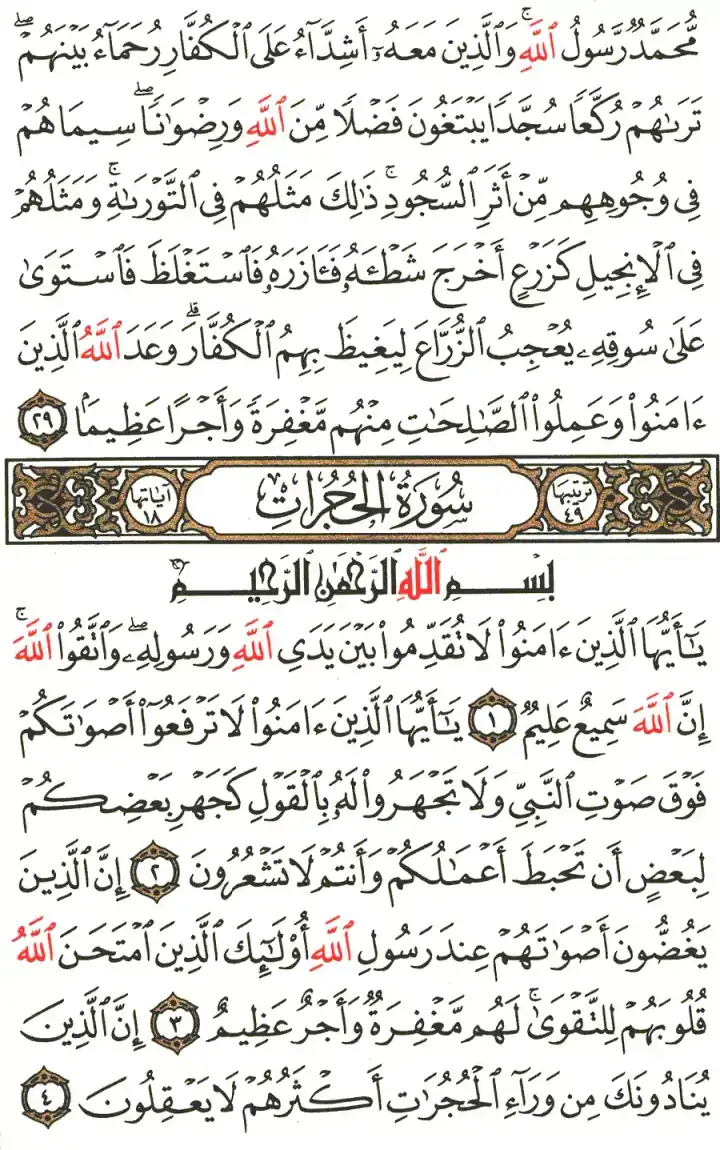 مُّحَمَّدٌ رَّسُولُ ٱللَّهِۚ وَٱلَّذِينَ مَعَهُۥٓ أَشِدَّآءُ عَلَى ٱلْكُفَّارِ رُحَمَآءُ بَيْنَهُمْۖ
تَرَىٰهُمْ رُكَّعًا سُجَّدًا يَبْتَغُونَ فَضْلًا مِّنَ ٱللَّهِ وَرِضْوَٰنًاۖ سِيمَاهُمْ
فِى وُجُوهِهِم مِّنْ أَثَرِ ٱلسُّجُودِۚ ذَٰلِكَ مَثَلُهُمْ فِى ٱلتَّوْرَىٰةِۚ وَمَثَلُهُمْ
فِى ٱلْإِنجِيلِ كَزَرْعٍ أَخْرَجَ شَطْـَٔهُۥ فَـَٔازَرَهُۥ فَٱسْتَغْلَظَ فَٱسْتَوَىٰ
عَلَىٰ سُوقِهِۦ يُعْجِبُ ٱلزُّرَّاعَ لِيَغِيظَ بِهِمُ ٱلْكُفَّارَۗ وَعَدَ ٱللَّهُ ٱلَّذِينَ
ءَامَنُوا۟ وَعَمِلُوا۟ ٱلصَّٰلِحَٰتِ مِنْهُم مَّغْفِرَةً وَأَجْرًا عَظِيمًۢا ٢٩
ترتيبها ٤٩ سُورَةُ الحُجُرَاتِ آياتها ١٨
بِسْمِ ٱللَّهِ ٱلرَّحْمَٰنِ ٱلرَّحِيمِ
يَٰٓأَيُّهَا ٱلَّذِينَ ءَامَنُوا۟ لَا تُقَدِّمُوا۟ بَيْنَ يَدَىِ ٱللَّهِ وَرَسُولِهِۦۖ وَٱتَّقُوا۟ ٱللَّهَۚ
إِنَّ ٱللَّهَ سَمِيعٌ عَلِيمٌ ١ يَٰٓأَيُّهَا ٱلَّذِينَ ءَامَنُوا۟ لَا تَرْفَعُوٓا۟ أَصْوَٰتَكُمْ
فَوْقَ صَوْتِ ٱلنَّبِىِّ وَلَا تَجْهَرُوا۟ لَهُۥ بِٱلْقَوْلِ كَجَهْرِ بَعْضِكُمْ
لِبَعْضٍ أَن تَحْبَطَ أَعْمَٰلُكُمْ وَأَنتُمْ لَا تَشْعُرُونَ ٢ إِنَّ ٱلَّذِينَ
يَغُضُّونَ أَصْوَٰتَهُمْ عِندَ رَسُولِ ٱللَّهِ أُو۟لَٰٓئِكَ ٱلَّذِينَ ٱمْتَحَنَ ٱللَّهُ
قُلُوبَهُمْ لِلتَّقْوَىٰۚ لَهُم مَّغْفِرَةٌ وَأَجْرٌ عَظِيمٌ ٣ إِنَّ ٱلَّذِينَ
يُنَادُونَكَ مِن وَرَآءِ ٱلْحُجُرَٰتِ أَكْثَرُهُمْ لَا يَعْقِلُونَ ٤